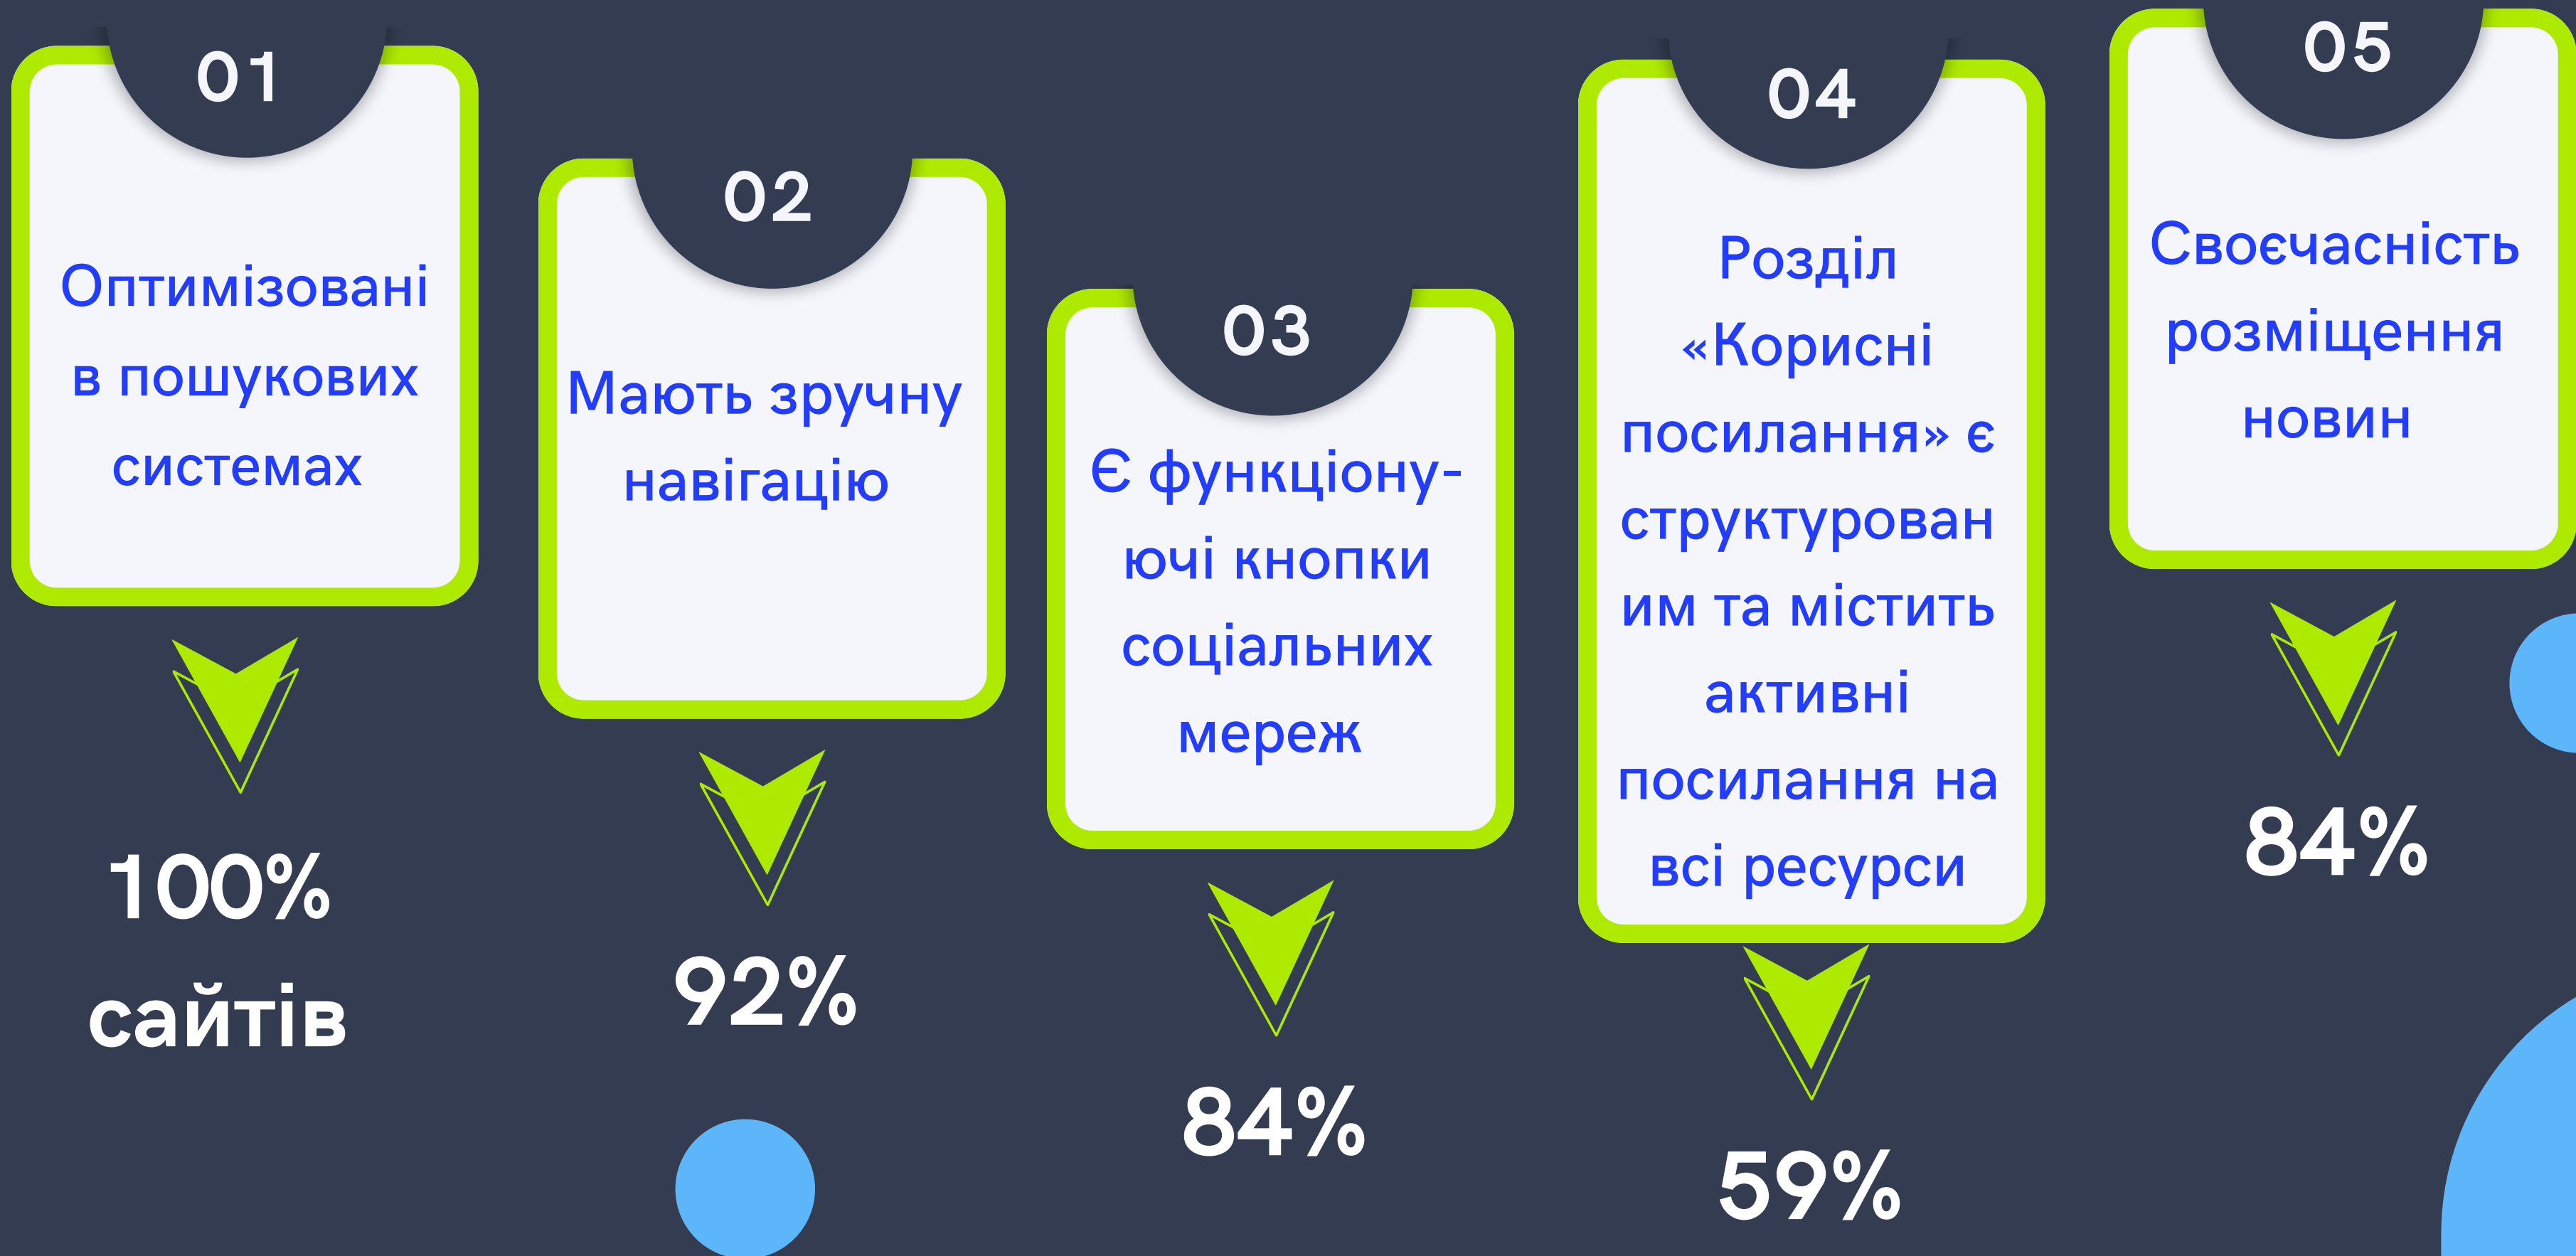 01
Оптимізовані
в пошукових
системах
100%
сайтів
02
Мають зручну
навігацію
92%
03
Є функціону-
ючі кнопки
соціальних
мереж
84%
04
Розділ
«Корисні
посилання» є
структурован
им та містить
активні
посилання на
всі ресурси
59%
05
Своєчасність
розміщення
новин
84%